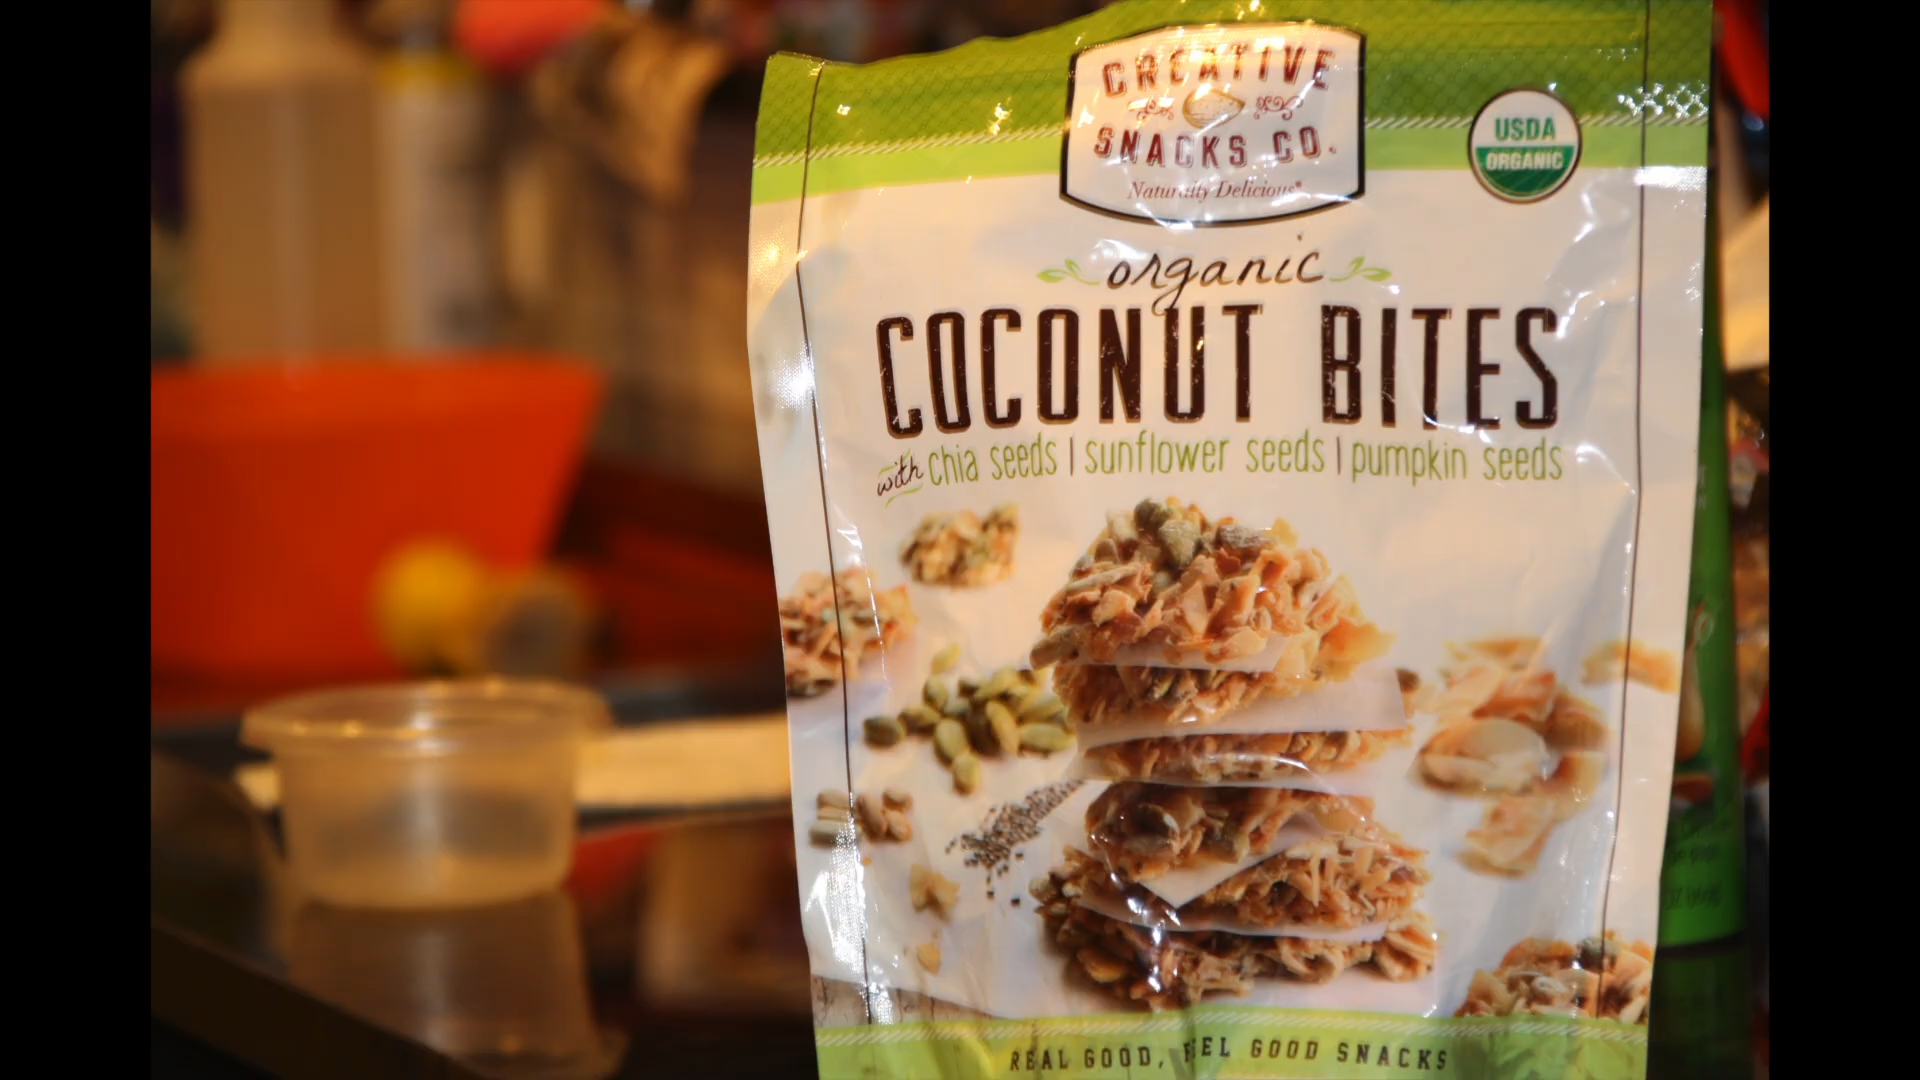 CREATIVE
SNACKS CO.
Naturally Delicious®
USDA
ORGANIC
organic
COCONUT BITES
with chia seeds | sunflower seeds | pumpkin seeds
REAL GOOD, FEEL GOOD SNACKS